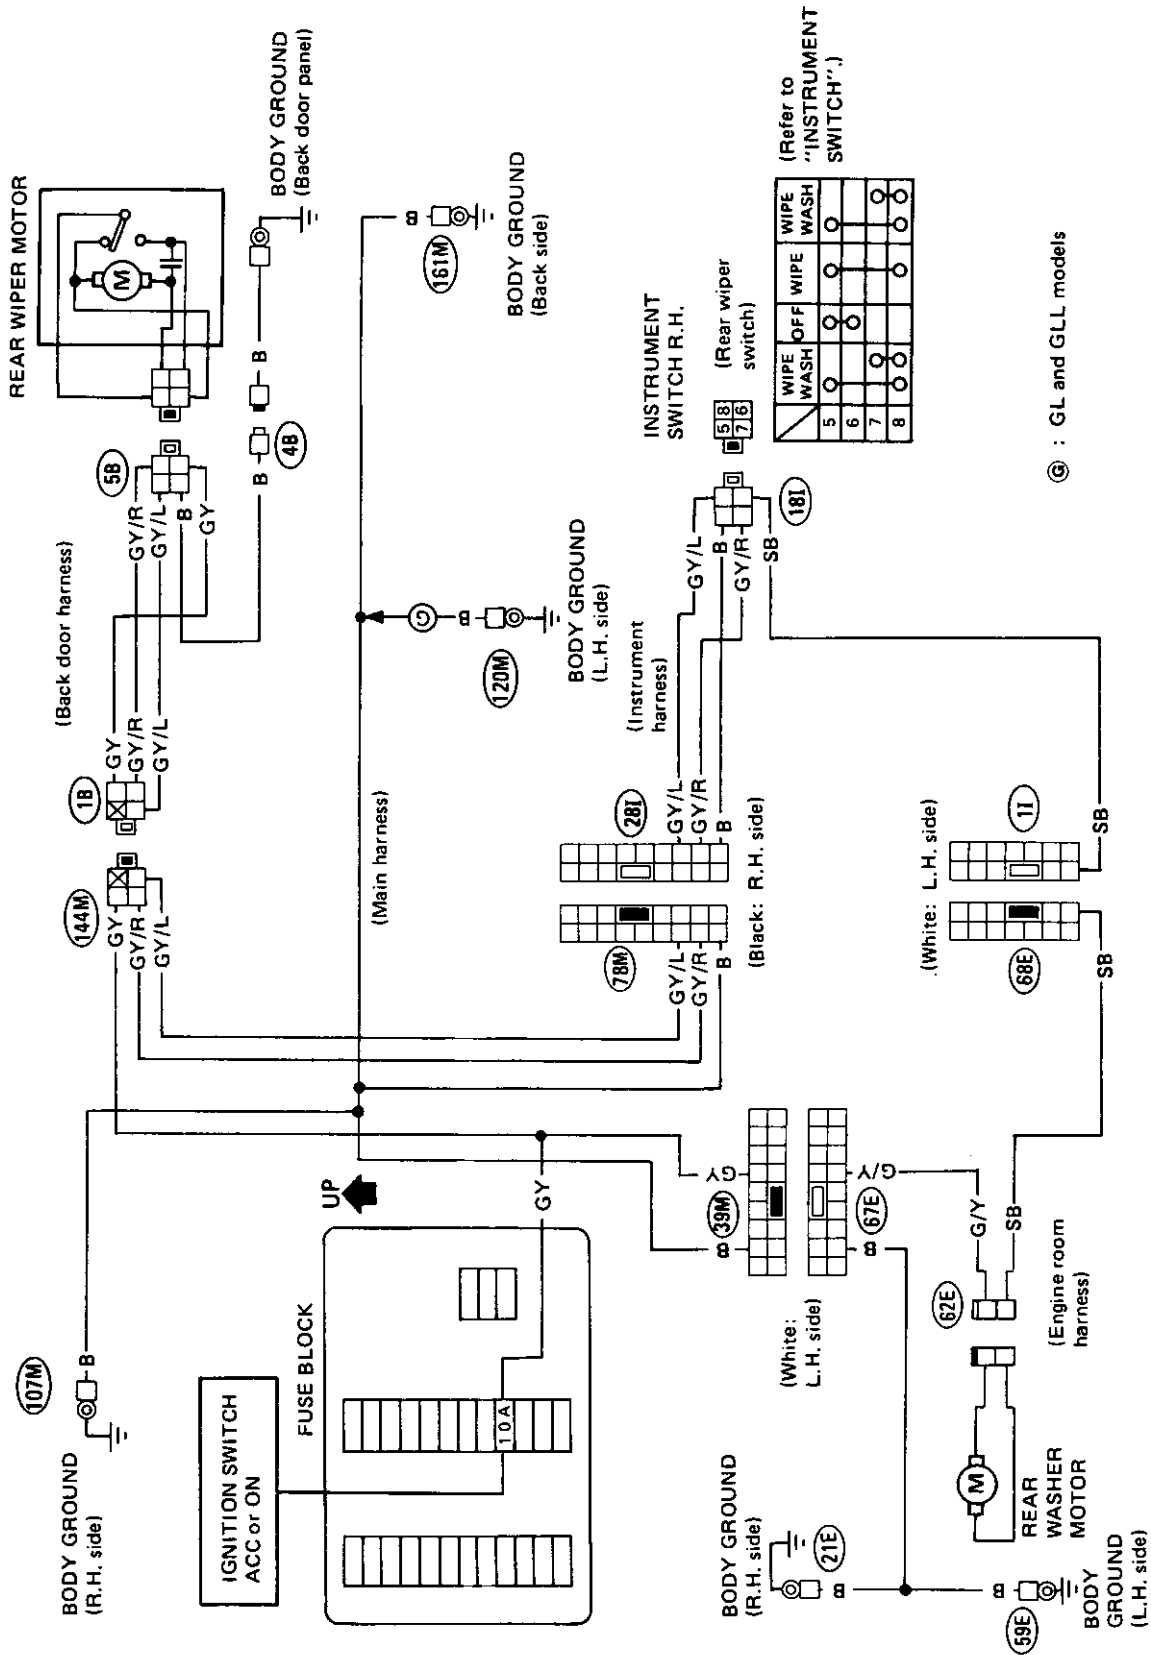 REAR WIPER MOTOR
M
BODY GROUND
(Back door panel)
5B
GY/R
GY/L
B
GY
B
B
4B
(Back door harness)
1B
GY
GY/R
GY/L
144M
GY
GY/R
GY/L
(Main harness)
B
161M
BODY GROUND
(Back side)
G
B
120M
BODY GROUND
(L.H. side)
INSTRUMENT
SWITCH R.H.
(Rear wiper
switch)
5 8
7 6
18I
GY/L
B
GY/R
SB
(Instrument
harness)
WIPE WASH
OFF
WIPE
WIPE WASH
5
6
7
8
(Refer to
"INSTRUMENT
SWITCH".)
G : GL and GLL models
28I
GY/L
GY/R
B
78M
GY/L
GY/R
B
(Black: R.H. side)
(White: L.H. side)
1I
SB
68E
SB
107M
B
BODY GROUND
(R.H. side)
IGNITION SWITCH
ACC or ON
FUSE BLOCK
10A
UP
GY
GY
39M
B
G/Y
67E
B
(White:
L.H. side)
G/Y
SB
62E
(Engine room
harness)
M
REAR
WASHER
MOTOR
BODY GROUND
(R.H. side)
21E
B
B
59E
BODY
GROUND
(L.H. side)